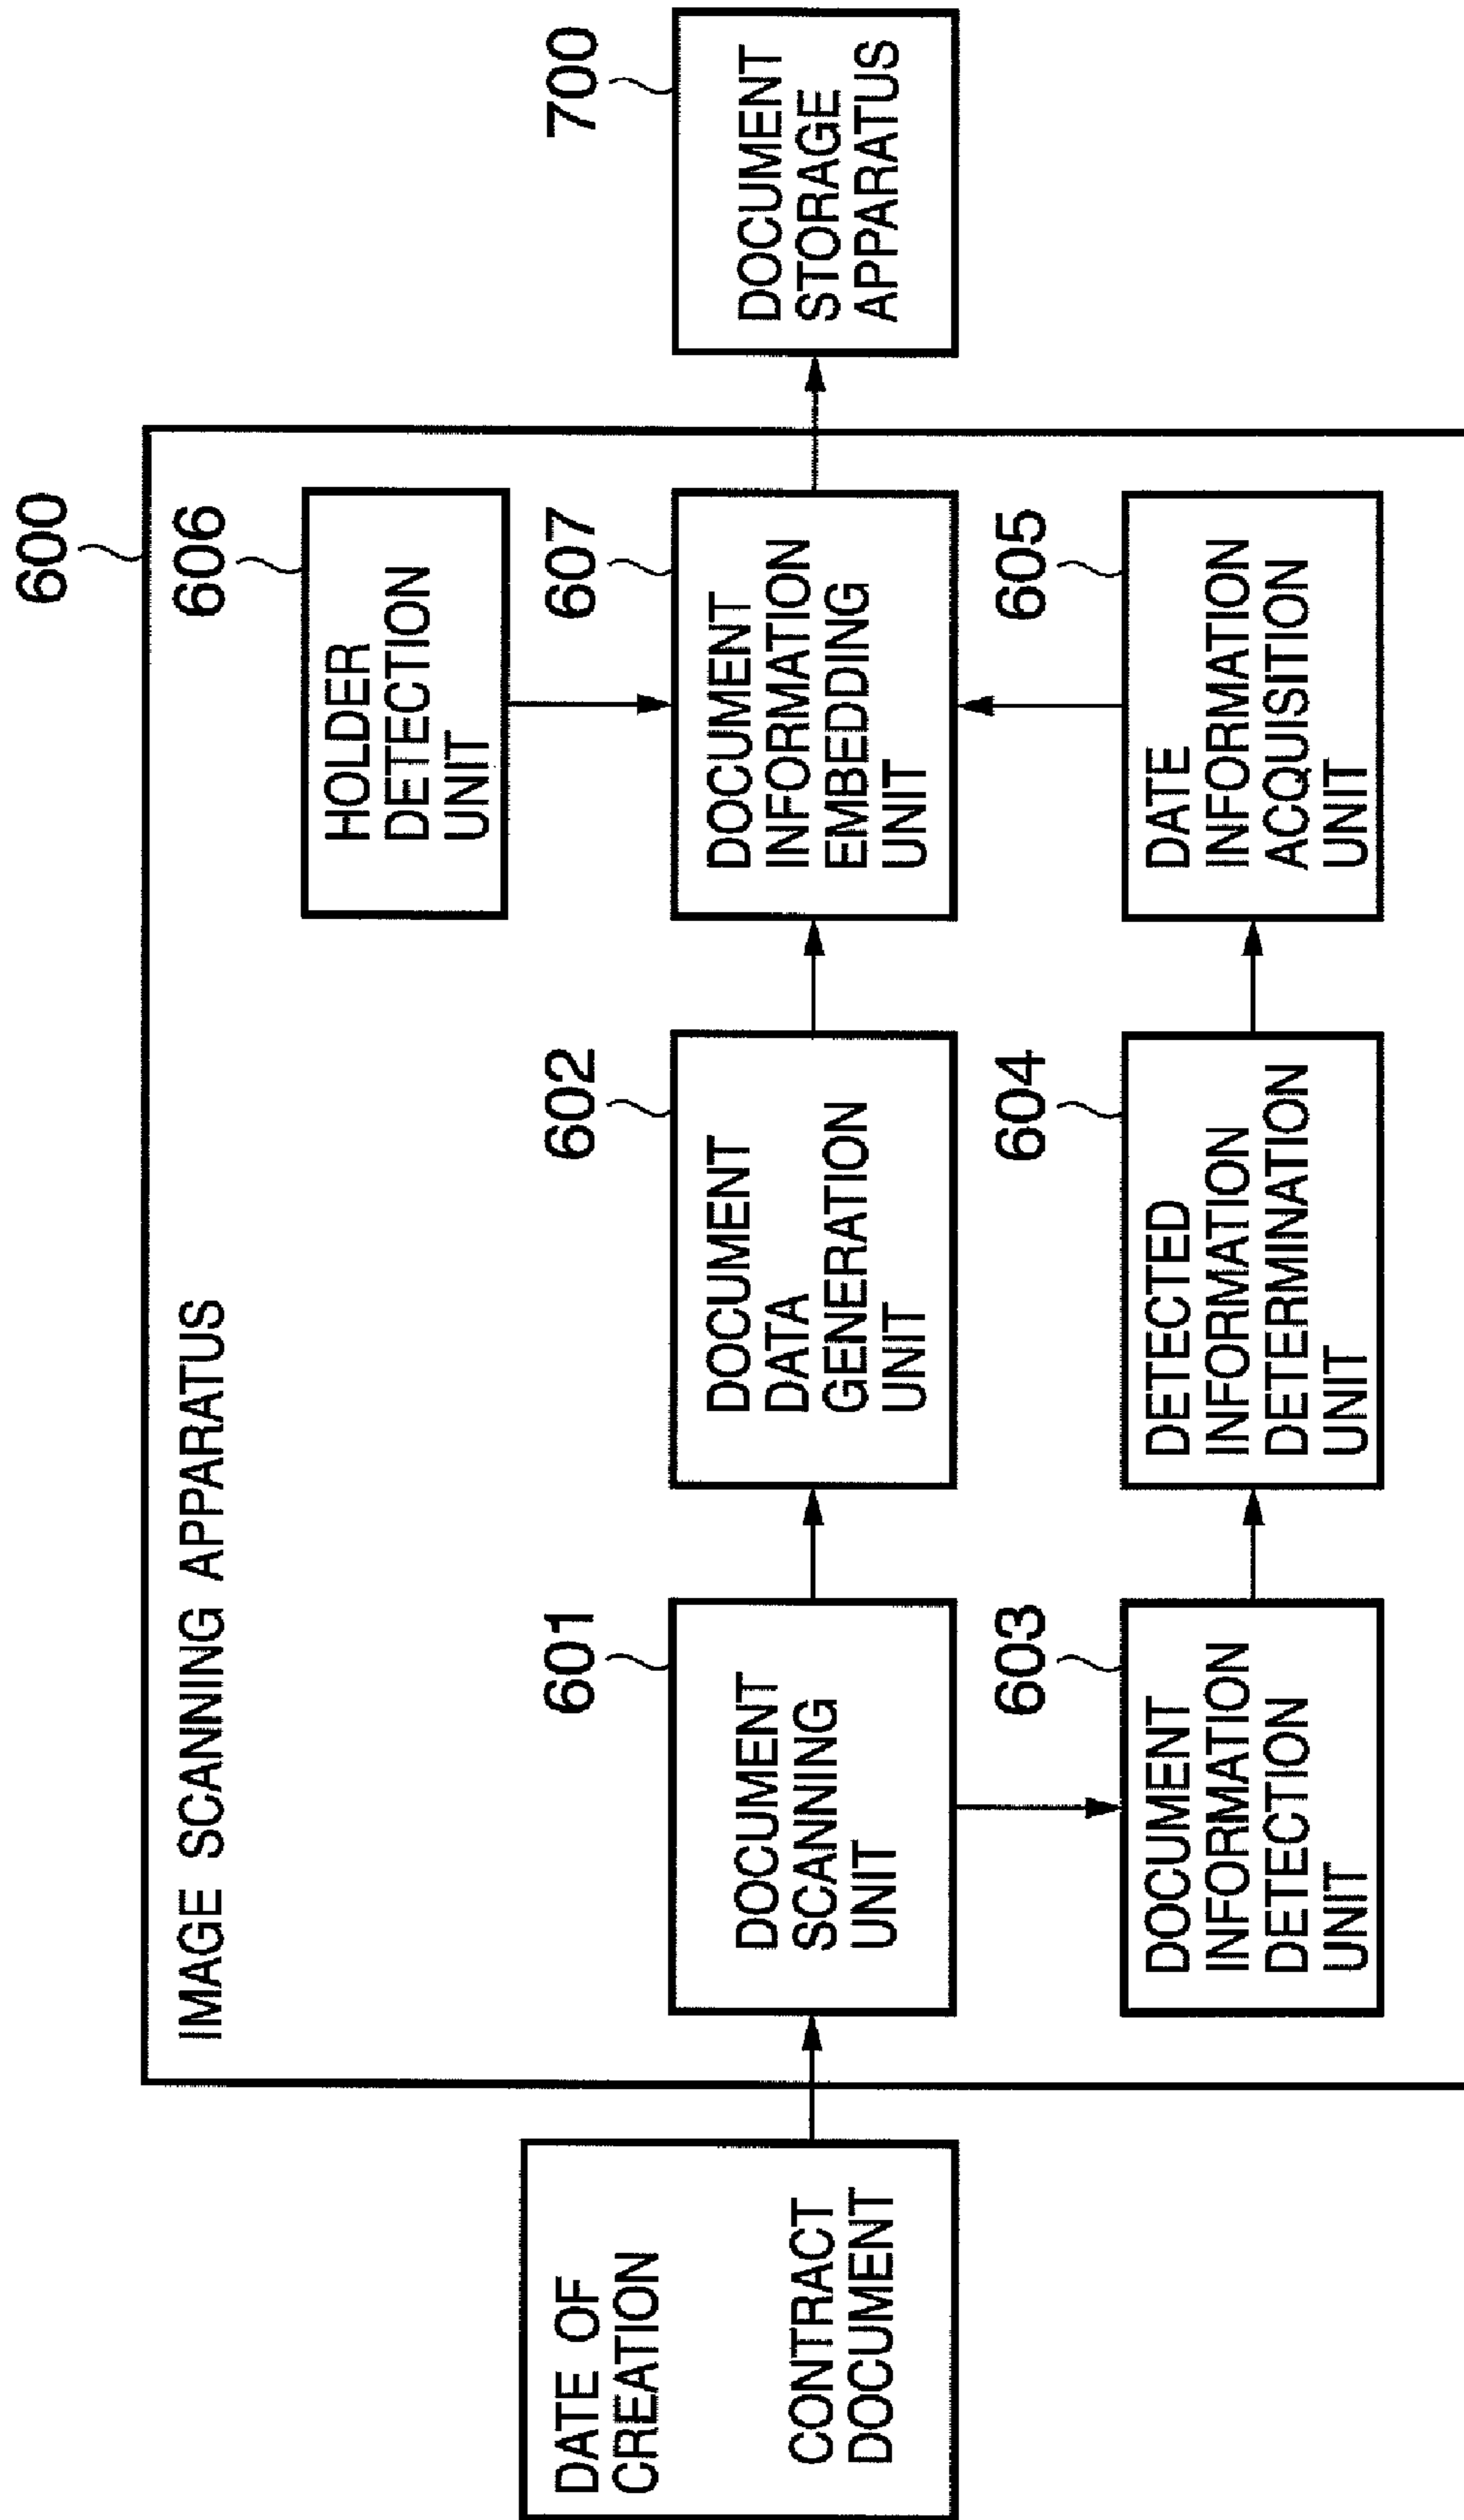 600
IMAGE SCANNING APPARATUS
606
HOLDER
DETECTION
UNIT
DATE OF
CREATION
CONTRACT
DOCUMENT
601
DOCUMENT
SCANNING
UNIT
602
DOCUMENT
DATA
GENERATION
UNIT
607
DOCUMENT
INFORMATION
EMBEDDING
UNIT
700
DOCUMENT
STORAGE
APPARATUS
603
DOCUMENT
INFORMATION
DETECTION
UNIT
604
DETECTED
INFORMATION
DETERMINATION
UNIT
605
DATE
INFORMATION
ACQUISITION
UNIT